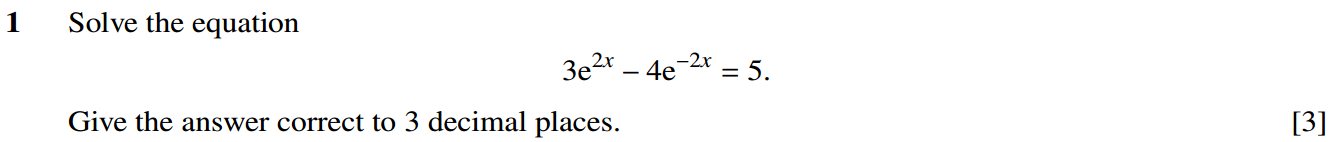 1 Solve the equation
3e^{2x} – 4e^{−2x} = 5.
Give the answer correct to 3 decimal places. [3]